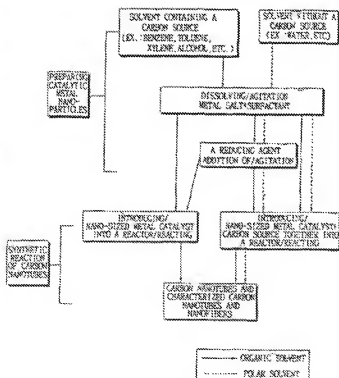 SOLVENT CONTAINING A
CARBON SOURCE
(EX.:BENZENE,TOLUENE,
XYLENE,ALCOHOL,ETC.)
SOLVENT WITHOUT A
CARBON SOURCE
(EX.:WATER,ETC)
PREPARING
CATALYTIC
METAL
NANO-
PARTICLES
DISSOLVING/AGITATION
METAL SALT+SURFACTANT
A REDUCING AGENT
ADDITION OF/AGITATION
INTRODUCING/
NANO-SIZED METAL CATALYST
INTO A REACTOR/REACTING
INTRODUCING/
NANO-SIZED METAL CATALYST+
CARBON SOURCE TOGETHER INTO
A REACTOR/REACTING
SYNTHETIC
REACTION
OF CARBON
NANOTUBES
CARBON NANOTUBES AND
CHARACTERIZED CARBON
NANOTUBES AND
NANOFIBERS
ORGANIC SOLVENT
POLAR SOLVENT